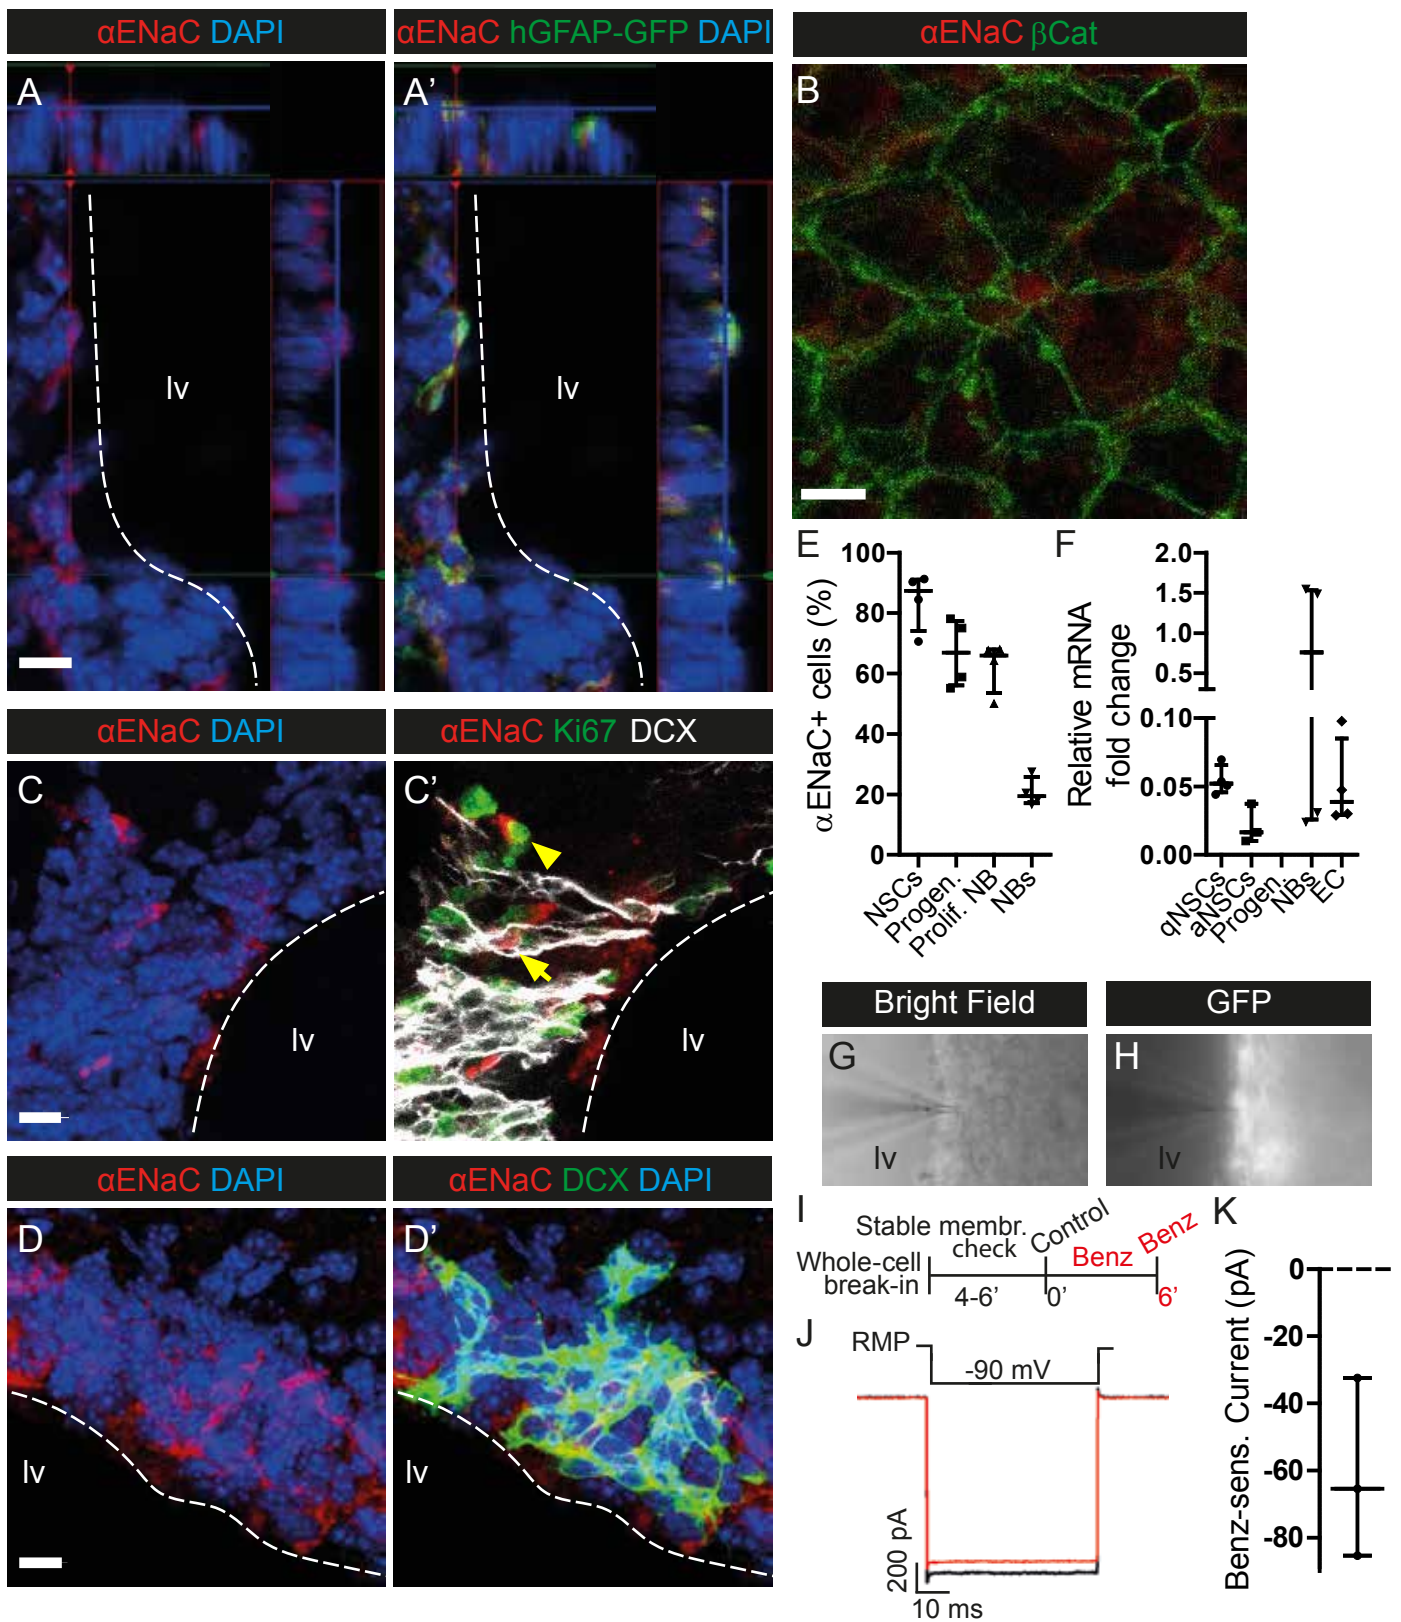 αENaC DAPI
αENaC hGFAP-GFP DAPI
αENaC βCat
A
lv
A’
lv
B
E
αENaC+ cells (%)
100
80
60
40
20
0
NSCs
Progen.
Prolif. NB
NBs
F
Relative mRNA
fold change
2.0
1.5
1.0
0.5
0.10
0.05
0.00
qNSCs
aNSCs
Progen.
NBs
EC
αENaC DAPI
αENaC Ki67 DCX
C
lv
C’
lv
Bright Field
GFP
G
lv
H
lv
αENaC DAPI
αENaC DCX DAPI
D
lv
D’
lv
I
Whole-cell
break-in
Stable membr.
check
Control
Benz
Benz
4-6’
0’
6’
J
RMP
-90 mV
200 pA
10 ms
K
Benz-sens. Current (pA)
0
-20
-40
-60
-80